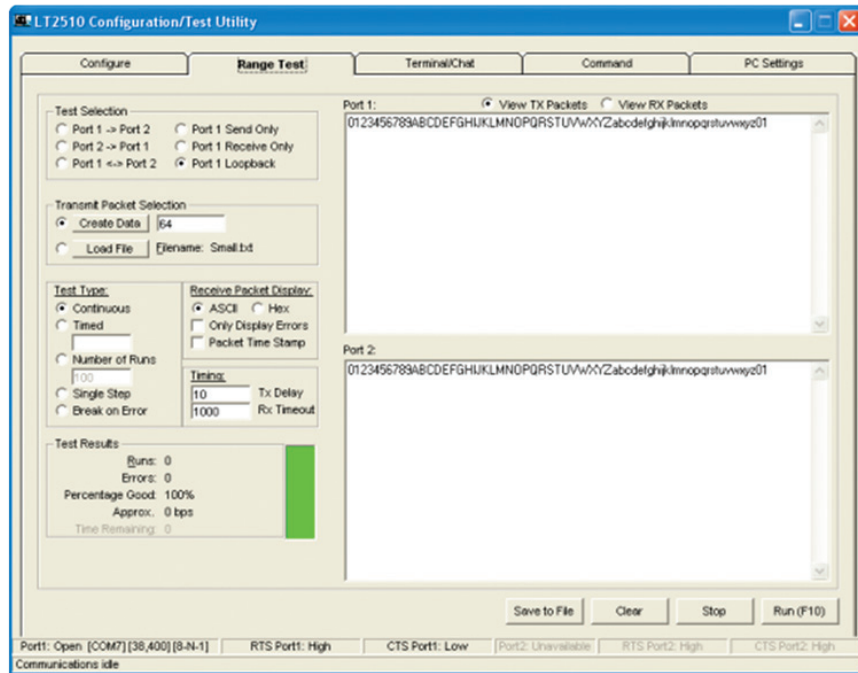 LT2510 Configuration/Test Utility
Configure
Range Test
Terminal/Chat
Command
PC Settings
Test Selection
Port 1 -> Port 2
Port 1 Send Only
Port 2 -> Port 1
Port 1 Receive Only
Port 1 <-> Port 2
Port 1 Loopback
Transmit Packet Selection
Create Data
64
Load File
Filename: Small.txt
Test Type:
Continuous
Timed
Number of Runs
100
Single Step
Break on Error
Receive Packet Display:
ASCII
Hex
Only Display Errors
Packet Time Stamp
Timing:
10
Tx Delay
1000
Rx Timeout
Test Results
Runs: 0
Errors: 0
Percentage Good: 100%
Approx. 0 bps
Time Remaining: 0
Port 1:
View TX Packets
View RX Packets
0123456789ABCDEFGHIJKLMNOPQRSTUVWXYZabcdefghijklmnopqrstuvwxyz01
Port 2:
0123456789ABCDEFGHIJKLMNOPQRSTUVWXYZabcdefghijklmnopqrstuvwxyz01
Save to File
Clear
Stop
Run (F10)
Port1: Open [COM7] [38,400] [8-N-1]
RTS Port1: High
CTS Port1: Low
Port2: Unavailable
RTS Port2: High
CTS Port2: High
Communications idle